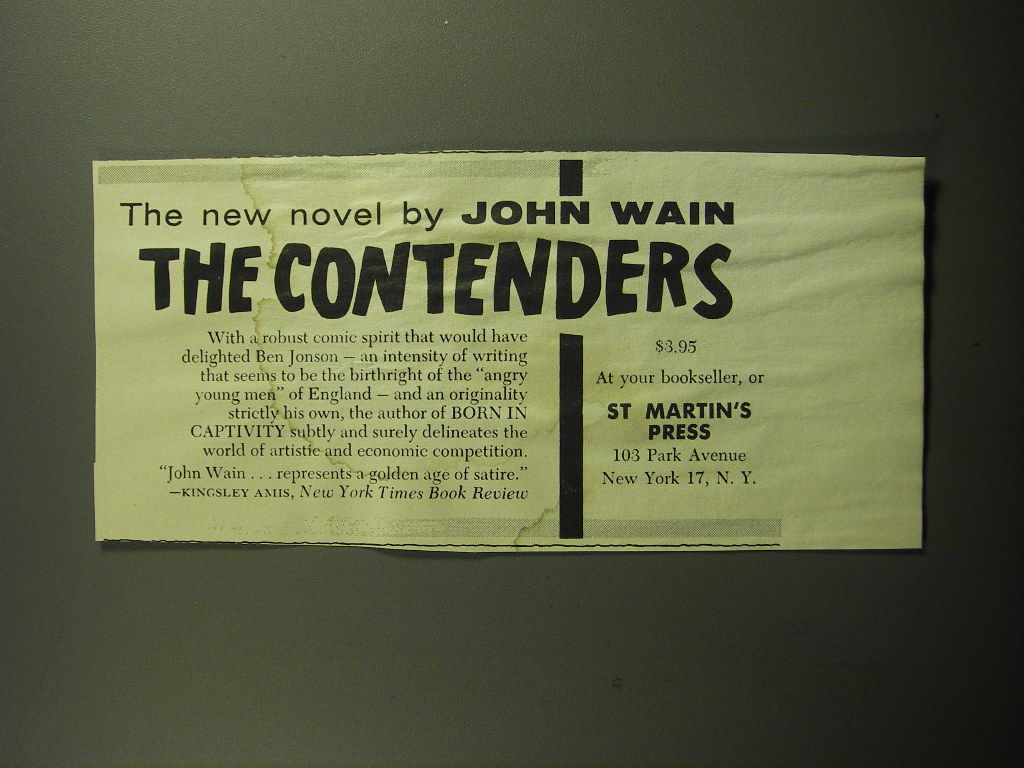 The new novel by JOHN WAIN
THE CONTENDERS
With a robust comic spirit that would have
delighted Ben Jonson — an intensity of writing
that seems to be the birthright of the "angry
young men" of England — and an originality
strictly his own, the author of BORN IN
CAPTIVITY subtly and surely delineates the
world of artistic and economic competition.
"John Wain . . . represents a golden age of satire."
—KINGSLEY AMIS, New York Times Book Review
$3.95
At your bookseller, or
ST MARTIN'S
PRESS
103 Park Avenue
New York 17, N. Y.